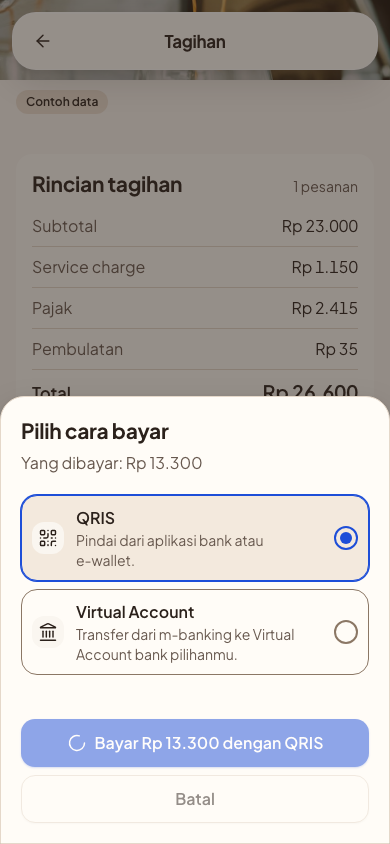 Tagihan
Contoh data
Rincian tagihan
1 pesanan
Subtotal
Rp 23.000
Service charge
Rp 1.150
Pajak
Rp 2.415
Pembulatan
Rp 35
Total
Rp 26.600
Pilih cara bayar
Yang dibayar: Rp 13.300
QRIS
Pindai dari aplikasi bank atau
e-wallet.
Virtual Account
Transfer dari m-banking ke Virtual
Account bank pilihanmu.
Bayar Rp 13.300 dengan QRIS
Batal